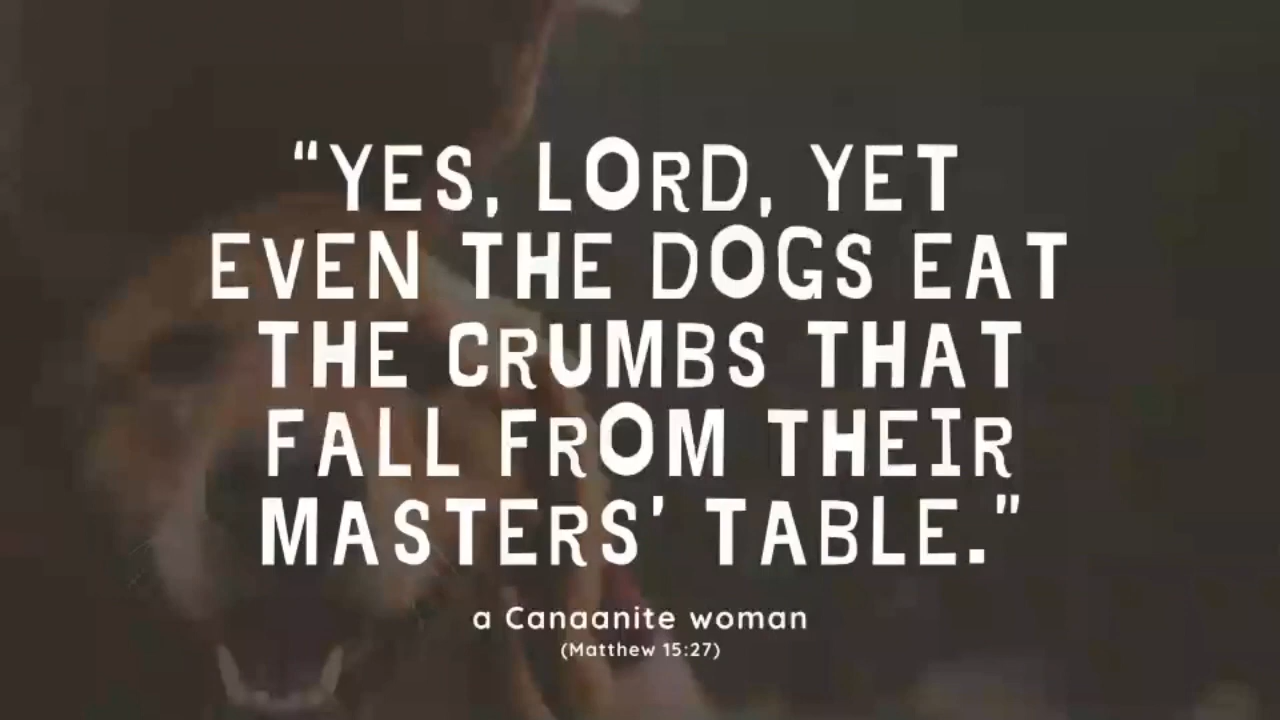 “YES, LORD, YET
EVEN THE DOGS EAT
THE CRUMBS THAT
FALL FROM THEIR
MASTERS’ TABLE.”
a Canaanite woman
(Matthew 15:27)